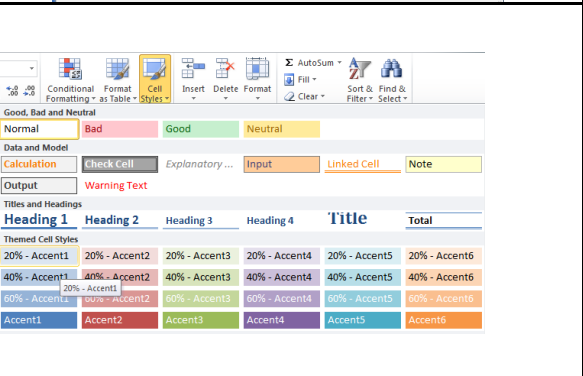 Σ AutoSum
Fill
Clear
Conditional Formatting
Format as Table
Cell Styles
Insert
Delete
Format
Sort & Filter
Find & Select
Good, Bad and Neutral
Normal Bad Good Neutral
Data and Model
Calculation Check Cell Explanatory ... Input Linked Cell Note
Output Warning Text
Titles and Headings
Heading 1 Heading 2 Heading 3 Heading 4 Title Total
Themed Cell Styles
20% - Accent1 20% - Accent2 20% - Accent3 20% - Accent4 20% - Accent5 20% - Accent6
40% - Accent1 40% - Accent2 40% - Accent3 40% - Accent4 40% - Accent5 40% - Accent6
20% - Accent1
60% - Accent1 60% - Accent2 60% - Accent3 60% - Accent4 60% - Accent5 60% - Accent6
Accent1 Accent2 Accent3 Accent4 Accent5 Accent6